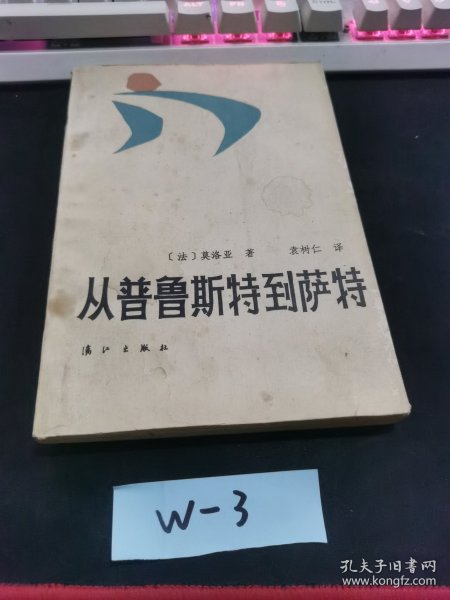 〔法〕莫洛亚 著 袁树仁 译
从普鲁斯特到萨特
漓江出版社
W-3
孔夫子旧书网
www.kongfz.com